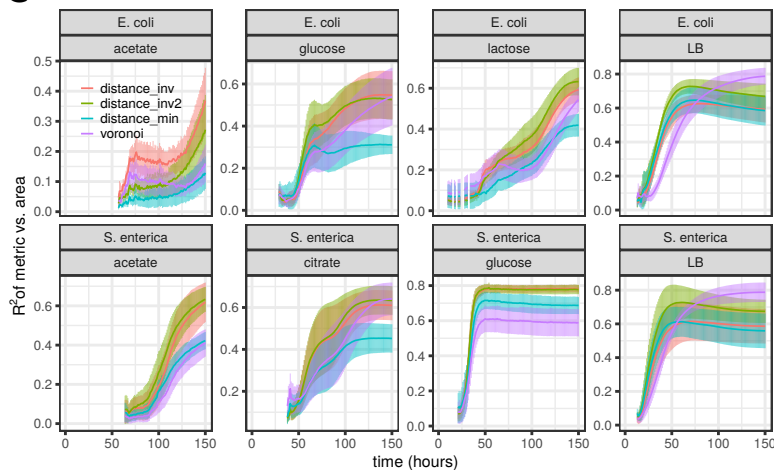 E. coli
E. coli
E. coli
E. coli
acetate
glucose
lactose
LB
distance_inv
distance_inv2
distance_min
voronoi
0.5
0.4
0.3
0.2
0.1
0.0
0.6
0.4
0.2
0.0
0.6
0.4
0.2
0.0
0.8
0.6
0.4
0.2
0.0
R² of metric vs. area
S. enterica
S. enterica
S. enterica
S. enterica
acetate
citrate
glucose
LB
0.6
0.4
0.2
0.0
0.6
0.4
0.2
0.8
0.6
0.4
0.2
0.0
0.8
0.6
0.4
0.2
0.0
0 50 100 150
0 50 100 150
0 50 100 150
0 50 100 150
time (hours)